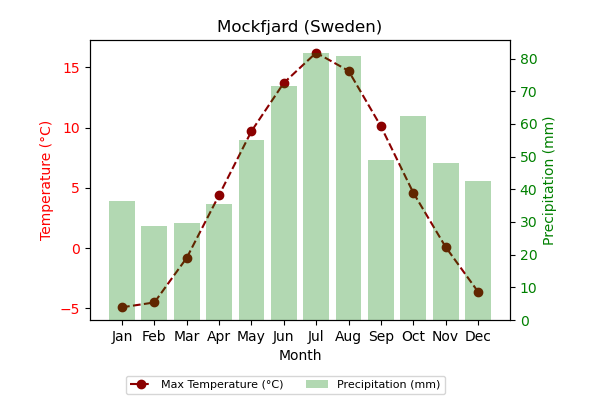 Mockfjard (Sweden)
15
10
5
0
−5
Temperature (°C)
80
70
60
50
40
30
20
10
0
Precipitation (mm)
Jan Feb Mar Apr May Jun Jul Aug Sep Oct Nov Dec
Month
Max Temperature (°C) Precipitation (mm)